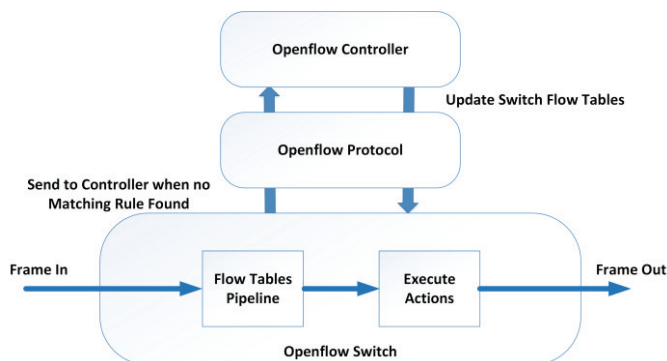 Openflow Controller
Update Switch Flow Tables
Openflow Protocol
Send to Controller when no
Matching Rule Found
Frame In
Flow Tables
Pipeline
Execute
Actions
Frame Out
Openflow Switch